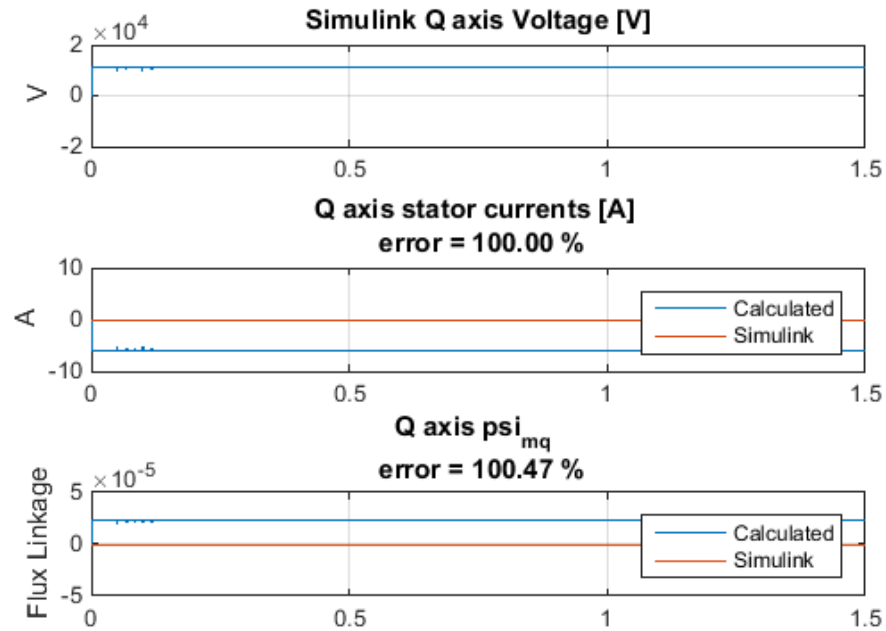 Simulink Q axis Voltage [V]
×10^4
2
0
-2
V
0 0.5 1 1.5
Q axis stator currents [A]
error = 100.00 %
10
0
-10
A
Calculated
Simulink
0 0.5 1 1.5
Q axis psi_mq
error = 100.47 %
×10^-5
5
0
-5
Flux Linkage
Calculated
Simulink
0 0.5 1 1.5